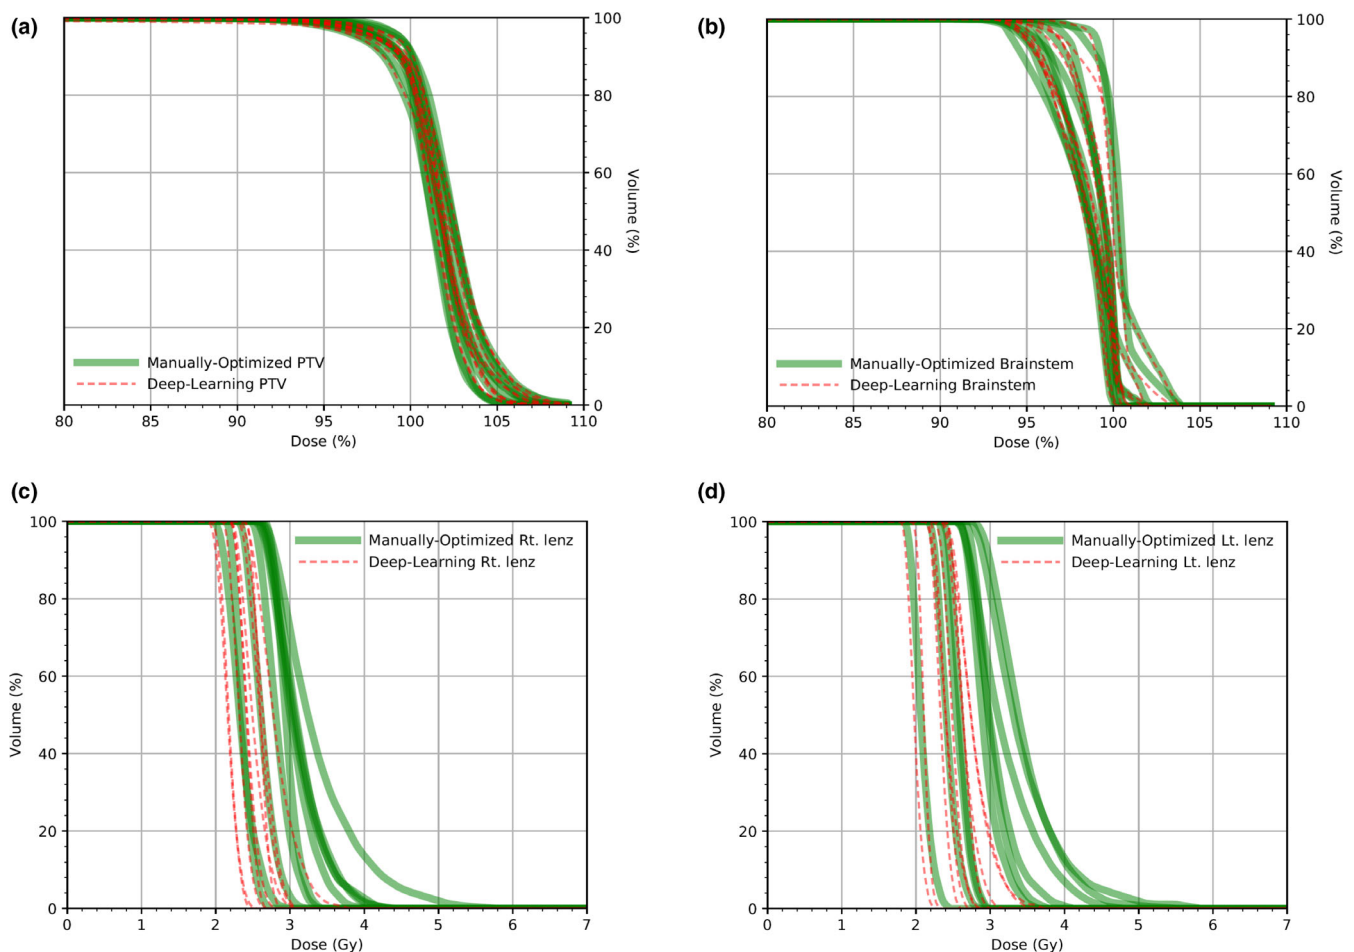 (a)
100
80
60
40
20
0
Volume (%)
Manually-Optimized PTV
Deep-Learning PTV
80 85 90 95 100 105 110
Dose (%)
(b)
100
80
60
40
20
0
Volume (%)
Manually-Optimized Brainstem
Deep-Learning Brainstem
80 85 90 95 100 105 110
Dose (%)
(c)
100
80
60
40
20
0
Volume (%)
Manually-Optimized Rt. lenz
Deep-Learning Rt. lenz
0 1 2 3 4 5 6 7
Dose (Gy)
(d)
100
80
60
40
20
0
Volume (%)
Manually-Optimized Lt. lenz
Deep-Learning Lt. lenz
0 1 2 3 4 5 6 7
Dose (Gy)